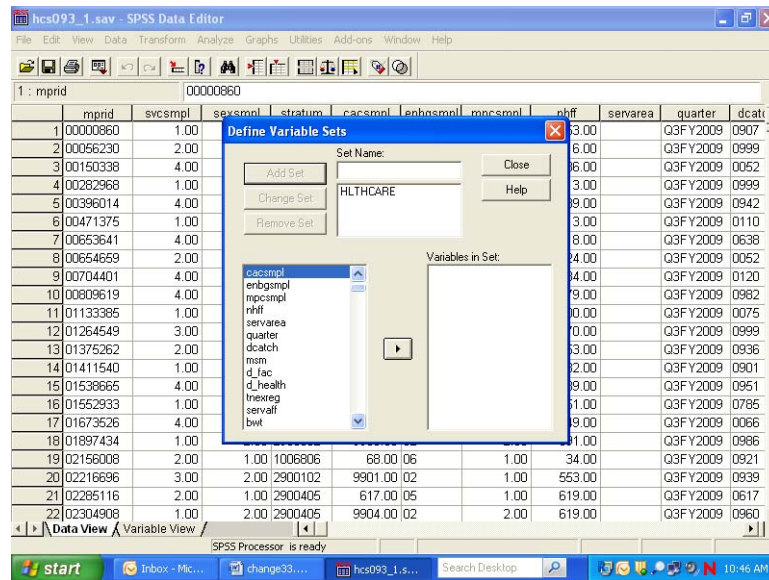 hcs093_1.sav - SPSS Data Editor
File Edit View Data Transform Analyze Graphs Utilities Add-ons Window Help
1 : mprid 00000860
mprid svcsmpl sexsmpl stratum cacsmpl enbgsmpl mpcsmpl nhff servarea quarter
1 00000860 1.00 Q3FY2009 0907
2 00056230 2.00 Q3FY2009 0999
3 00150338 4.00 Q3FY2009 0052
4 00282968 1.00 Q3FY2009 0999
5 00396014 4.00 Q3FY2009 0942
6 00471375 1.00 Q3FY2009 0110
7 00653641 4.00 Q3FY2009 0638
8 00654659 2.00 Q3FY2009 0052
9 00704401 4.00 Q3FY2009 0120
10 00809619 4.00 Q3FY2009 0982
11 01133385 1.00 Q3FY2009 0075
12 01264549 3.00 Q3FY2009 0999
13 01375262 2.00 Q3FY2009 0936
14 01411540 1.00 Q3FY2009 0901
15 01538665 4.00 Q3FY2009 0951
16 01552933 1.00 Q3FY2009 0785
17 01673526 4.00 Q3FY2009 0066
18 01897434 1.00 Q3FY2009 0986
19 02156008 2.00 1.00 1006806 68.00 06 1.00 34.00 Q3FY2009 0921
20 02216696 3.00 2.00 2900102 9901.00 02 1.00 553.00 Q3FY2009 0939
21 02285116 2.00 1.00 2900405 617.00 05 1.00 619.00 Q3FY2009 0617
22 02304908 1.00 2.00 2900405 9904.00 02 2.00 619.00 Q3FY2009 0960
Define Variable Sets
Set Name:
Add Set
Change Set
Remove Set
HLTHCARE
Close
Help
cacsmpl
enbgsmpl
mpcsmpl
nhff
servarea
quarter
dcatch
msm
d_fac
d_health
tnexreg
servaff
bwt
Variables in Set:
Data View Variable View
SPSS Processor is ready
start Inbox - Mic... change33.... hcs093_1.s... Search Desktop 10:46 AM